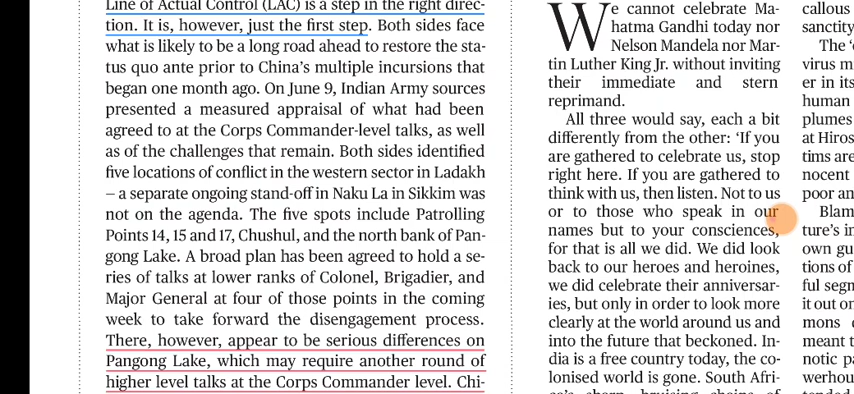 Line of Actual Control (LAC) is a step in the right direc-
tion. It is, however, just the first step. Both sides face
what is likely to be a long road ahead to restore the sta-
tus quo ante prior to China’s multiple incursions that
began one month ago. On June 9, Indian Army sources
presented a measured appraisal of what had been
agreed to at the Corps Commander-level talks, as well
as of the challenges that remain. Both sides identified
five locations of conflict in the western sector in Ladakh
– a separate ongoing stand-off in Naku La in Sikkim was
not on the agenda. The five spots include Patrolling
Points 14, 15 and 17, Chushul, and the north bank of Pan-
gong Lake. A broad plan has been agreed to hold a se-
ries of talks at lower ranks of Colonel, Brigadier, and
Major General at four of those points in the coming
week to take forward the disengagement process.
There, however, appear to be serious differences on
Pangong Lake, which may require another round of
higher level talks at the Corps Commander level. Chi-
We cannot celebrate Ma-
hatma Gandhi today nor
Nelson Mandela nor Mar-
tin Luther King Jr. without inviting
their immediate and stern
reprimand.
All three would say, each a bit
differently from the other: ‘If you
are gathered to celebrate us, stop
right here. If you are gathered to
think with us, then listen. Not to us
or to those who speak in our
names but to your consciences,
for that is all we did. We did look
back to our heroes and heroines,
we did celebrate their anniversar-
ies, but only in order to look more
clearly at the world around us and
into the future that beckoned. In-
dia is a free country today, the co-
lonised world is gone. South Afri-
ca’s chains of
callous
sanctity
The
virus m
er in its
human
plumes
at Hiros
tims are
nocent
poor an
Blam
ture’s in
own gu
tions of
ful segm
it out on
mons
meant t
notic pa
werhou